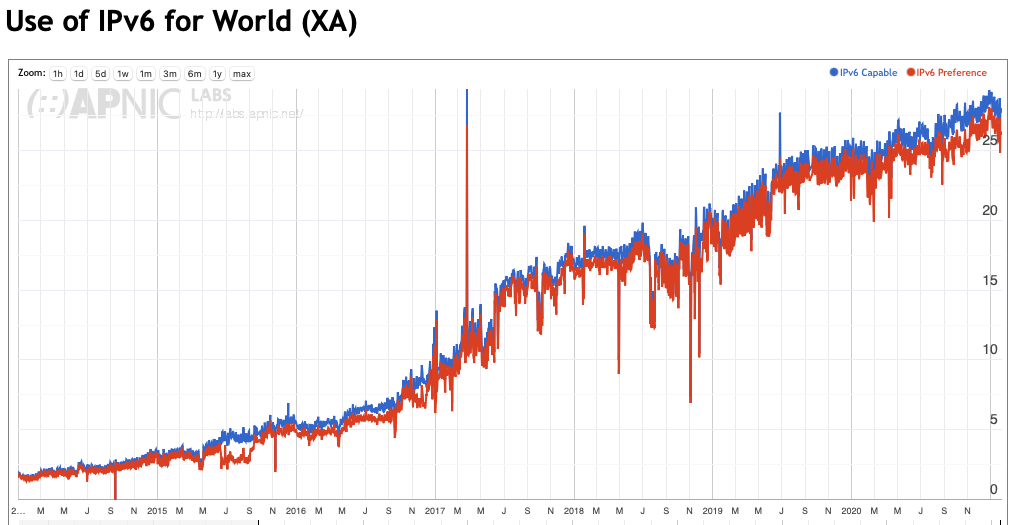 Use of IPv6 for World (XA)
Zoom: 1h 1d 5d 1w 1m 3m 6m 1y max
IPv6 Capable IPv6 Preference
(::)APNIC LABS
http://labs.apnic.net/
25
20
15
10
5
0
2... M M J S N 2015 M M J S N 2016 M M J S N 2017 M M J S N 2018 M M J S N 2019 M M J S N 2020 M M J S N